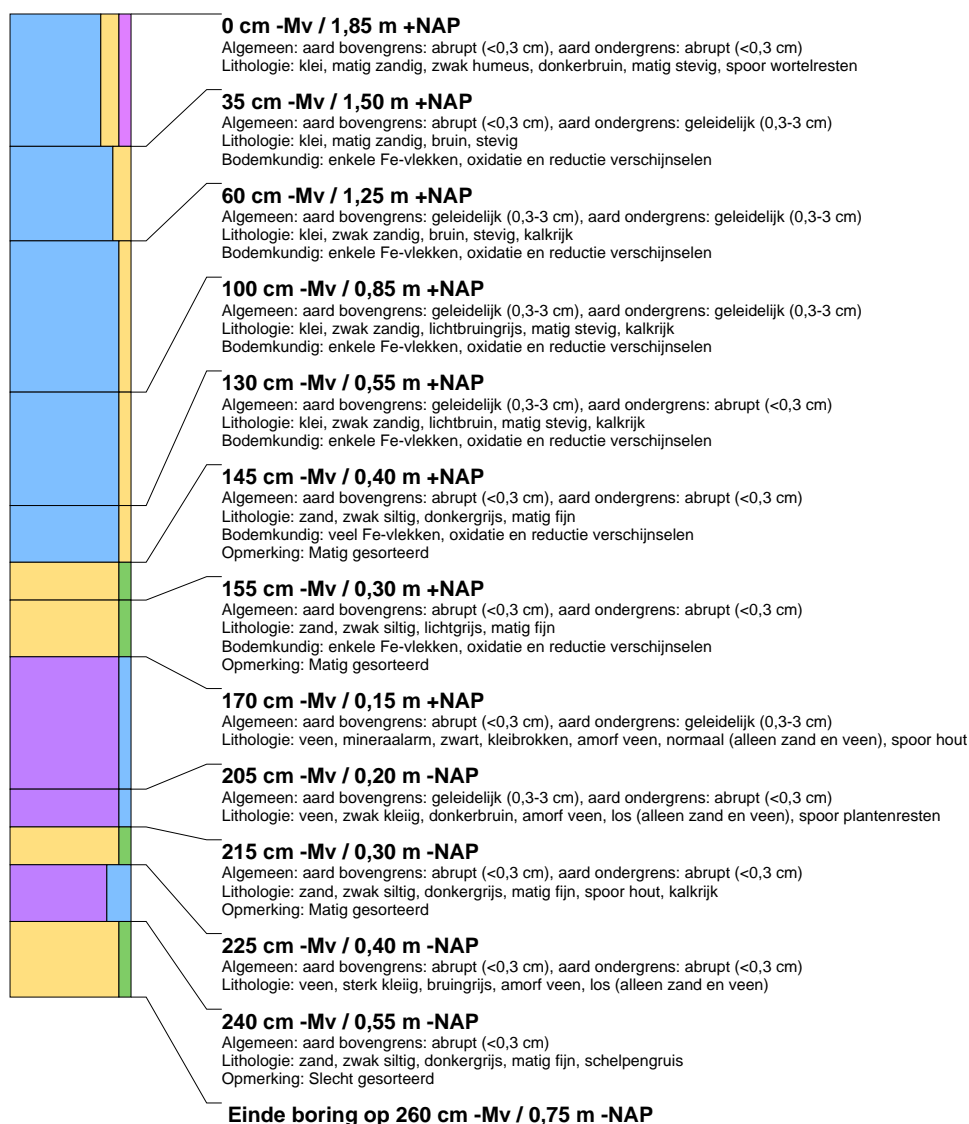 0 cm -Mv / 1,85 m +NAP
Algemeen: aard bovengrens: abrupt (<0,3 cm), aard ondergrens: abrupt (<0,3 cm)
Lithologie: klei, matig zandig, zwak humeus, donkerbruin, matig stevig, spoor wortelresten
35 cm -Mv / 1,50 m +NAP
Algemeen: aard bovengrens: abrupt (<0,3 cm), aard ondergrens: geleidelijk (0,3-3 cm)
Lithologie: klei, matig zandig, bruin, stevig
Bodemkundig: enkele Fe-vlekken, oxidatie en reductie verschijnselen
60 cm -Mv / 1,25 m +NAP
Algemeen: aard bovengrens: geleidelijk (0,3-3 cm), aard ondergrens: geleidelijk (0,3-3 cm)
Lithologie: klei, zwak zandig, bruin, stevig, kalkrijk
Bodemkundig: enkele Fe-vlekken, oxidatie en reductie verschijnselen
100 cm -Mv / 0,85 m +NAP
Algemeen: aard bovengrens: geleidelijk (0,3-3 cm), aard ondergrens: geleidelijk (0,3-3 cm)
Lithologie: klei, zwak zandig, lichtbruingrijs, matig stevig, kalkrijk
Bodemkundig: enkele Fe-vlekken, oxidatie en reductie verschijnselen
130 cm -Mv / 0,55 m +NAP
Algemeen: aard bovengrens: geleidelijk (0,3-3 cm), aard ondergrens: abrupt (<0,3 cm)
Lithologie: klei, zwak zandig, lichtbruin, matig stevig, kalkrijk
Bodemkundig: enkele Fe-vlekken, oxidatie en reductie verschijnselen
145 cm -Mv / 0,40 m +NAP
Algemeen: aard bovengrens: abrupt (<0,3 cm), aard ondergrens: abrupt (<0,3 cm)
Lithologie: zand, zwak siltig, donkergrijs, matig fijn
Bodemkundig: veel Fe-vlekken, oxidatie en reductie verschijnselen
Opmerking: Matig gesorteerd
155 cm -Mv / 0,30 m +NAP
Algemeen: aard bovengrens: abrupt (<0,3 cm), aard ondergrens: abrupt (<0,3 cm)
Lithologie: zand, zwak siltig, lichtgrijs, matig fijn
Bodemkundig: enkele Fe-vlekken, oxidatie en reductie verschijnselen
Opmerking: Matig gesorteerd
170 cm -Mv / 0,15 m +NAP
Algemeen: aard bovengrens: abrupt (<0,3 cm), aard ondergrens: geleidelijk (0,3-3 cm)
Lithologie: veen, mineraalarm, zwart, kleibrokken, amorf veen, normaal (alleen zand en veen), spoor hout
205 cm -Mv / 0,20 m -NAP
Algemeen: aard bovengrens: geleidelijk (0,3-3 cm), aard ondergrens: abrupt (<0,3 cm)
Lithologie: veen, zwak kleiig, donkerbruin, amorf veen, los (alleen zand en veen), spoor plantenresten
215 cm -Mv / 0,30 m -NAP
Algemeen: aard bovengrens: abrupt (<0,3 cm), aard ondergrens: abrupt (<0,3 cm)
Lithologie: zand, zwak siltig, donkergrijs, matig fijn, spoor hout, kalkrijk
Opmerking: Matig gesorteerd
225 cm -Mv / 0,40 m -NAP
Algemeen: aard bovengrens: abrupt (<0,3 cm), aard ondergrens: abrupt (<0,3 cm)
Lithologie: veen, sterk kleiig, bruingrijs, amorf veen, los (alleen zand en veen)
240 cm -Mv / 0,55 m -NAP
Algemeen: aard bovengrens: abrupt (<0,3 cm)
Lithologie: zand, zwak siltig, donkergrijs, matig fijn, schelpengruis
Opmerking: Slecht gesorteerd
Einde boring op 260 cm -Mv / 0,75 m -NAP